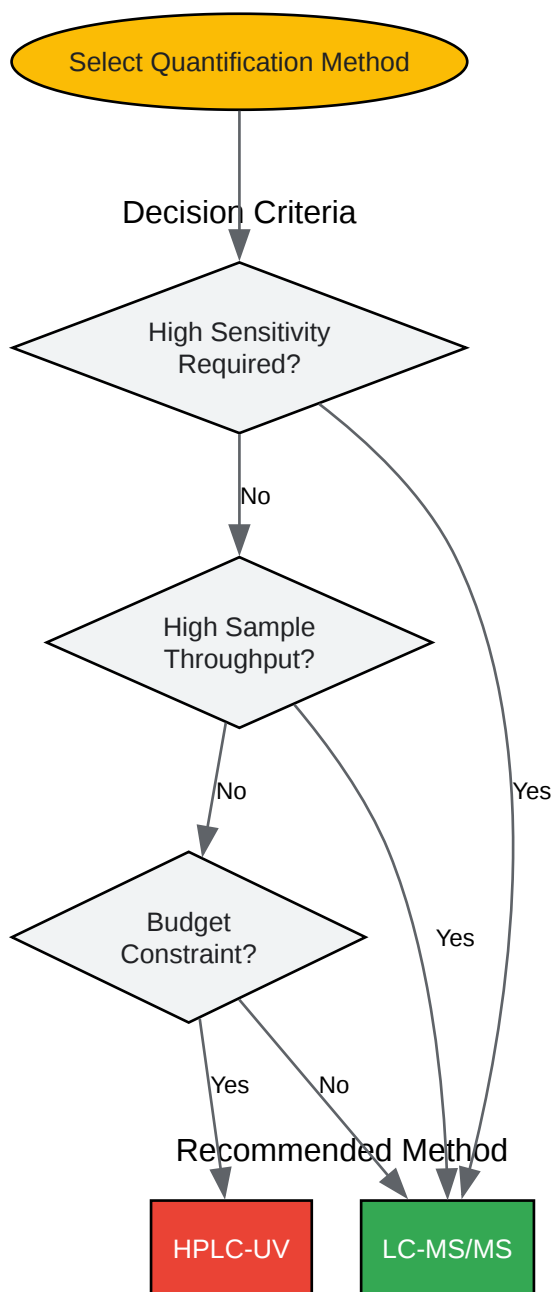 Select Quantification Method
Decision Criteria
High Sensitivity
Required?
No
High Sample
Throughput?
No
Yes
Budget
Constraint?
Yes
Yes
No
Recommended Method
HPLC-UV
LC-MS/MS